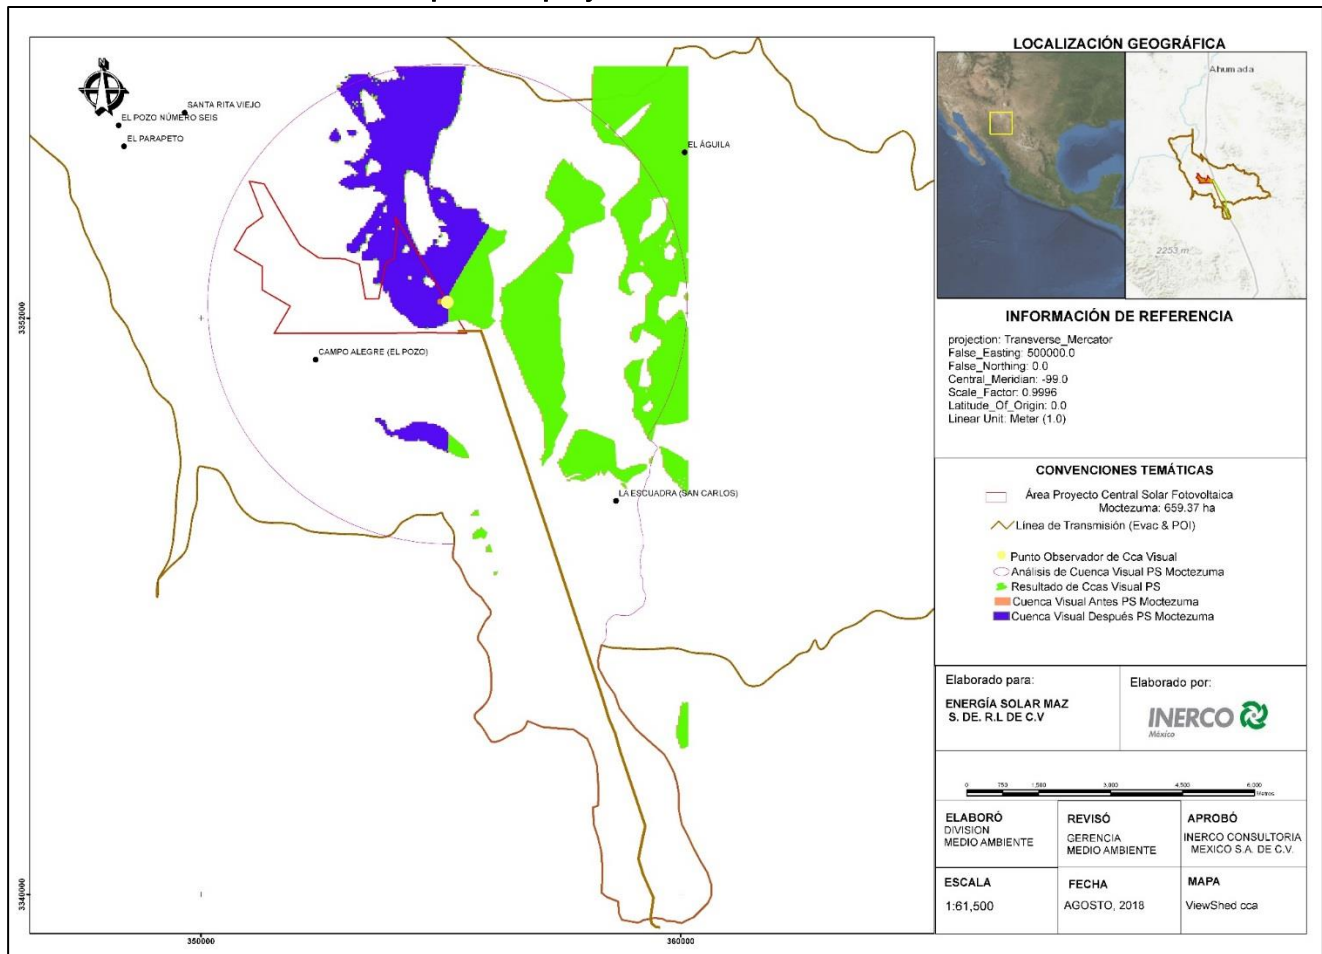 SANTA RITA VIEJO
EL POZO NÚMERO SEIS
EL PARAPETO
EL ÁGUILA
CAMPO ALEGRE (EL POZO)
LA ESCUADRA (SAN CARLOS)
3352000
3340000
350000
360000
LOCALIZACIÓN GEOGRÁFICA
Ahumada
2253 m
INFORMACIÓN DE REFERENCIA
projection: Transverse_Mercator
False_Easting: 500000.0
False_Northing: 0.0
Central_Meridian: -99.0
Scale_Factor: 0.9996
Latitude_Of_Origin: 0.0
Linear Unit: Meter (1.0)
CONVENCIONES TEMÁTICAS
Área Proyecto Central Solar Fotovoltaica
Moctezuma: 659.37 ha
Línea de Transmisión (Evac & POI)
Punto Observador de Cca Visual
Análisis de Cuenca Visual PS Moctezuma
Resultado de Ccas Visual PS
Cuenca Visual Antes PS Moctezuma
Cuenca Visual Después PS Moctezuma
Elaborado para:
ENERGÍA SOLAR MAZ
S. DE. R.L DE C.V
Elaborado por:
INERCO
México
0 750 1,500 3,000 4,500 6,000
Metros
ELABORÓ
DIVISION
MEDIO AMBIENTE
REVISÓ
GERENCIA
MEDIO AMBIENTE
APROBÓ
INERCO CONSULTORIA
MEXICO S.A. DE C.V.
ESCALA
1:61,500
FECHA
AGOSTO, 2018
MAPA
ViewShed cca